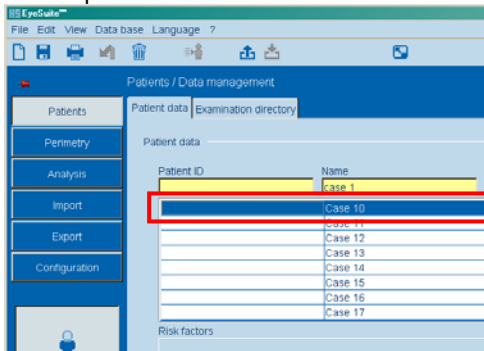 EyeSuite™
File Edit View Data base Language ?
Patients / Data management
Patients
Patient data Examination directory
Perimetry
Patient data
Analysis
Patient ID Name
case 1
Import
Case 10
Case 11
Export
Case 12
Case 13
Configuration
Case 14
Case 15
Case 16
Case 17
Risk factors